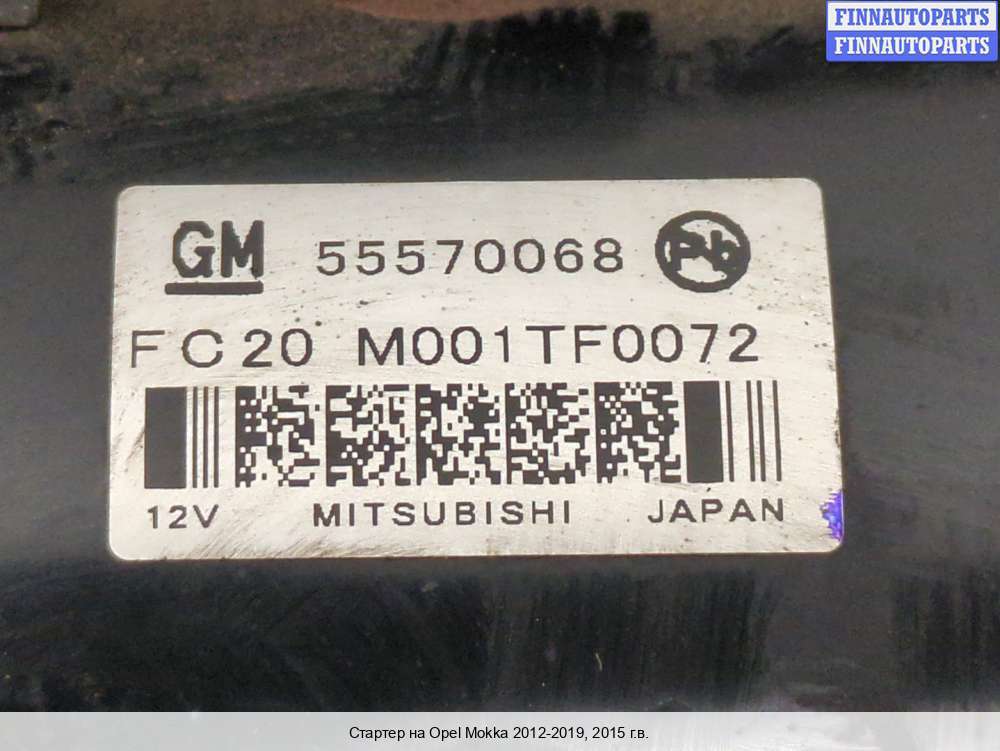 FINNAUTOPARTS
FINNAUTOPARTS
GM 55570068 Pb
FC20 M001TF0072
12V MITSUBISHI JAPAN
Стартер на Opel Mokka 2012-2019, 2015 г.в.